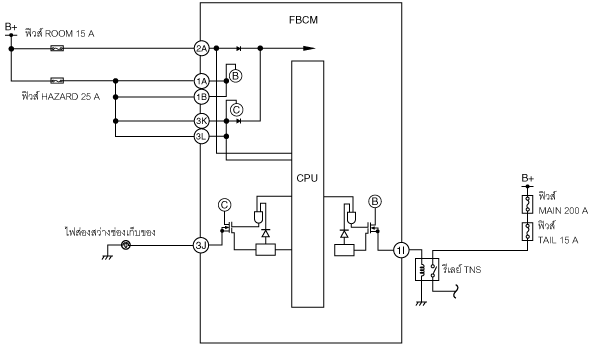 FBCM
B+
ฟิวส์ ROOM 15 A
2A
1A
B
ฟิวส์ HAZARD 25 A
1B
C
3K
3L
CPU
B+
ฟิวส์
MAIN 200 A
ฟิวส์
TAIL 15 A
C
B
ไฟส่องสว่างช่องเก็บของ
3J
1I
รีเลย์ TNS